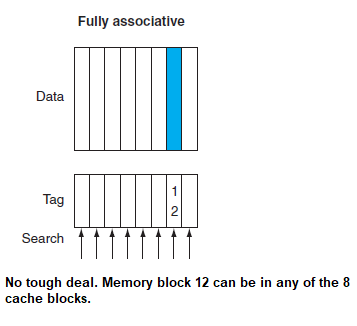 Fully associative
Data
Tag
1
2
Search
No tough deal. Memory block 12 can be in any of the 8
cache blocks.